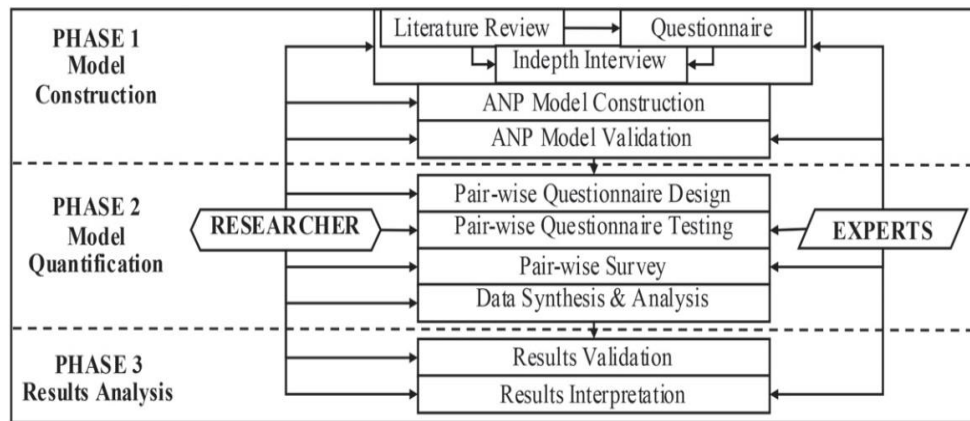 PHASE 1
Model
Construction
Literature Review
Questionnaire
Indepth Interview
ANP Model Construction
ANP Model Validation
PHASE 2
Model
Quantification
RESEARCHER
Pair-wise Questionnaire Design
Pair-wise Questionnaire Testing
Pair-wise Survey
Data Synthesis & Analysis
EXPERTS
PHASE 3
Results Analysis
Results Validation
Results Interpretation